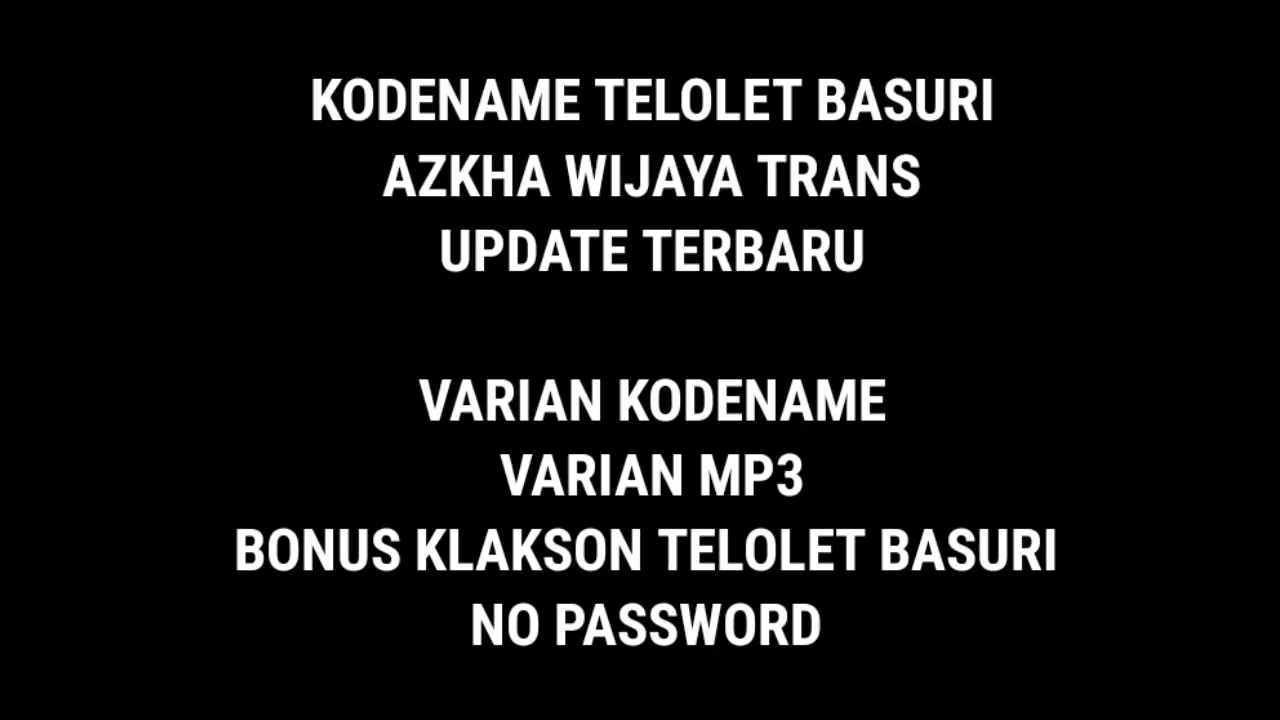 KODENAME TELOLET BASURI
AZKHA WIJAYA TRANS
UPDATE TERBARU
VARIAN KODENAME
VARIAN MP3
BONUS KLAKSON TELOLET BASURI
NO PASSWORD